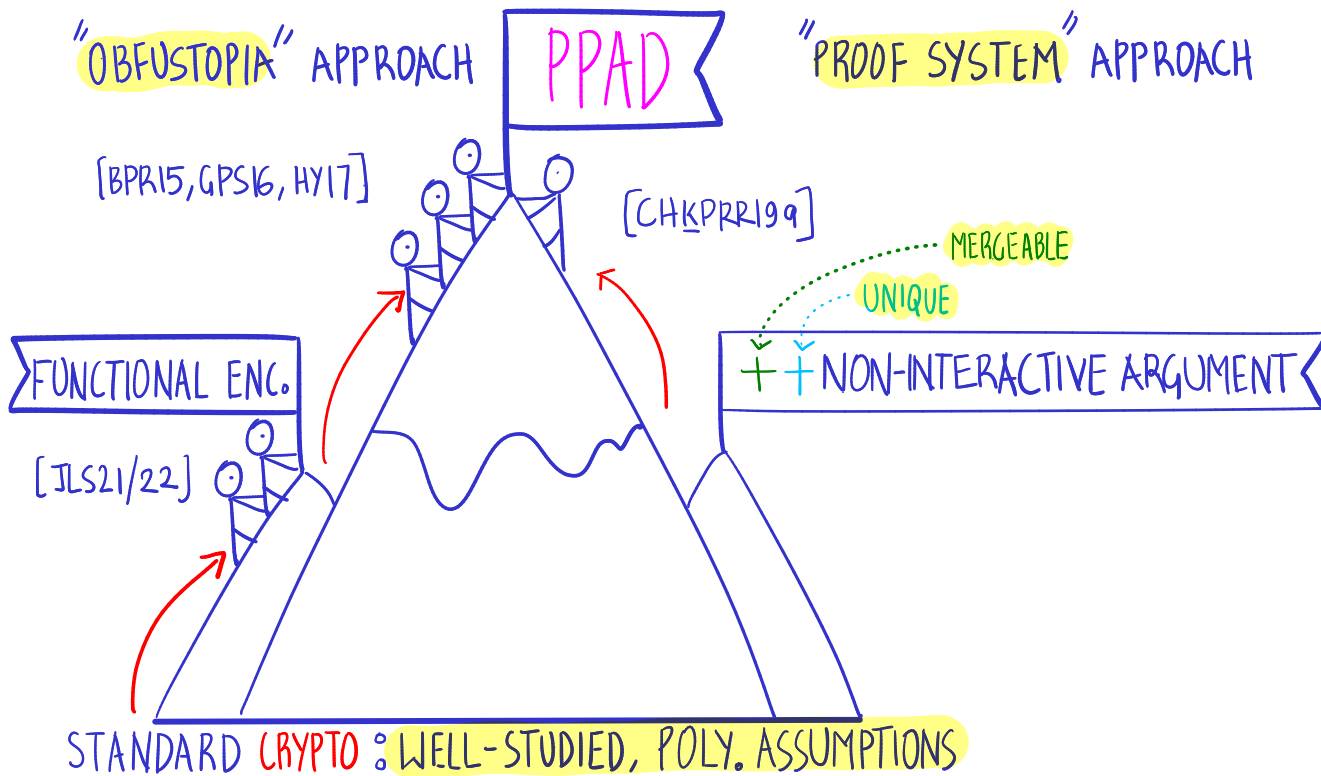 "OBFUSTOPIA" APPROACH
PPAD
"PROOF SYSTEM" APPROACH
[BPR15, GPS16, HY17]
[CHKPRR19a]
MERGEABLE
UNIQUE
FUNCTIONAL ENC.
++ NON-INTERACTIVE ARGUMENT
[JLS21/22]
STANDARD CRYPTO : WELL-STUDIED, POLY. ASSUMPTIONS